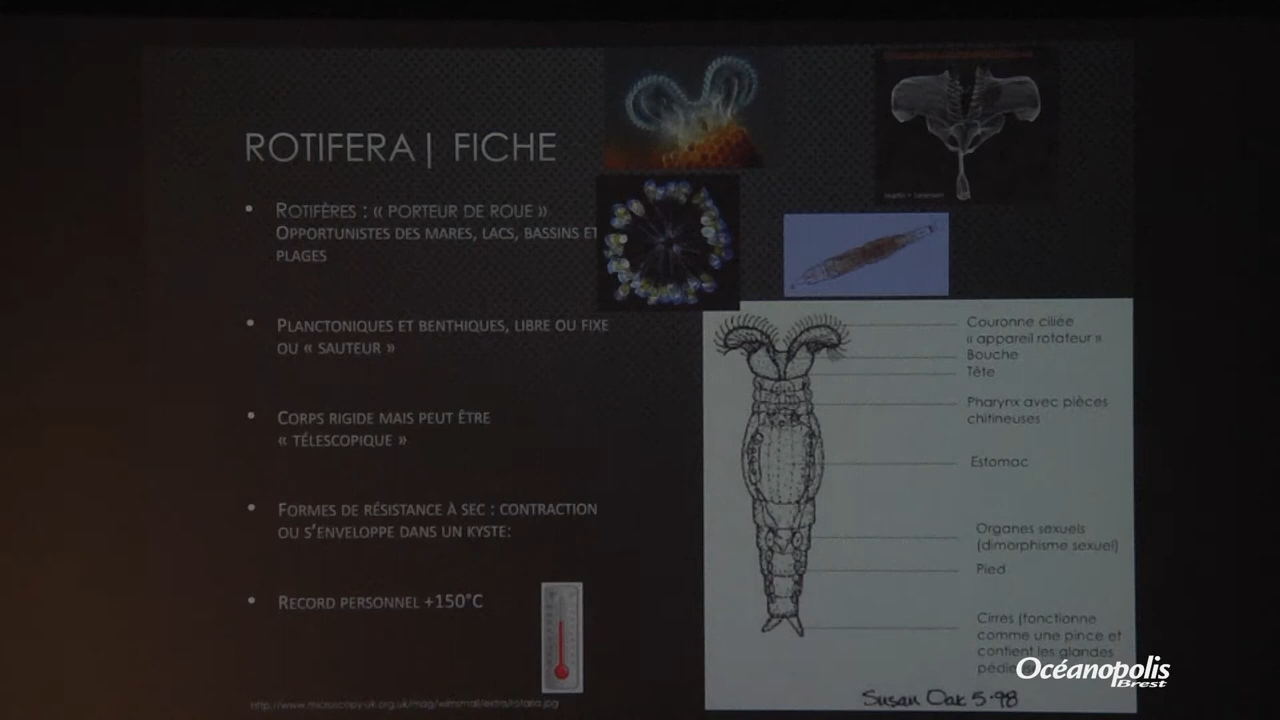 ROTIFERA| FICHE
• ROTIFÈRES : « PORTEUR DE ROUE »
OPPORTUNISTES DES MARES, LACS, BASSINS ET
PLAGES
• PLANCTONIQUES ET BENTHIQUES, LIBRE OU FIXE
OU « SAUTEUR »
• CORPS RIGIDE MAIS PEUT ÊTRE
« TÉLESCOPIQUE »
• FORMES DE RÉSISTANCE À SEC : CONTRACTION
OU S'ENVELOPPE DANS UN KYSTE:
• RECORD PERSONNEL +150°C
Couronne ciliée
« appareil rotateur »
Bouche
Tête
Pharynx avec pièces
chitineuses
Estomac
Organes sexuels
(dimorphisme sexuel)
Pied
Cirres (fonctionne
comme une pince et
contient les glandes
Susan Oak 5.98
Océanopolis
Brest